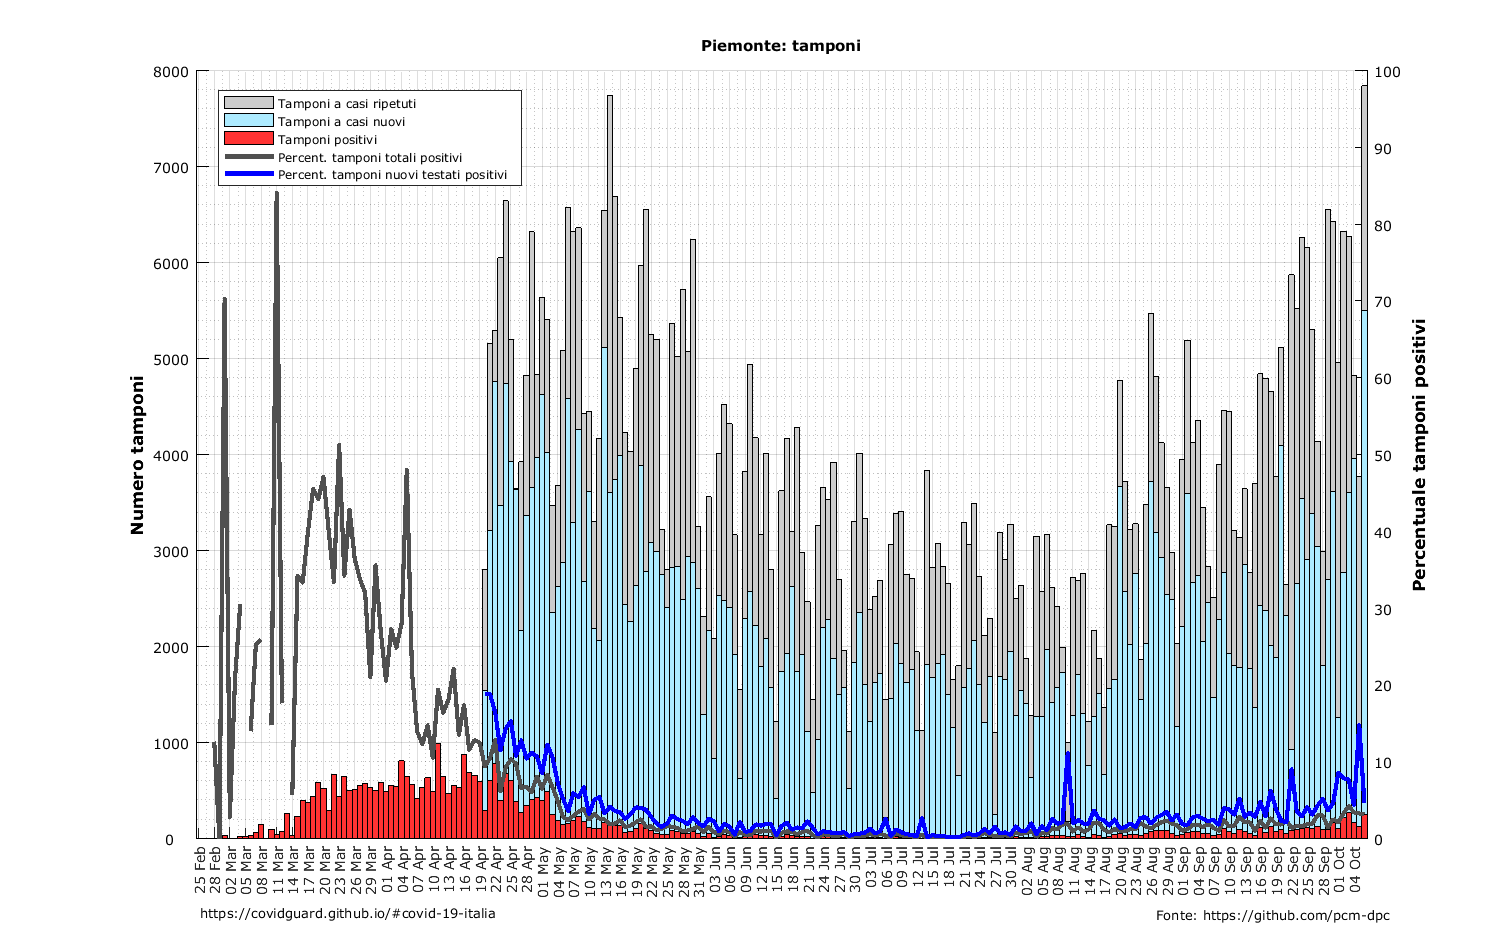 Piemonte: tamponi
Tamponi a casi ripetuti
Tamponi a casi nuovi
Tamponi positivi
Percent. tamponi totali positivi
Percent. tamponi nuovi testati positivi
Numero tamponi
8000
7000
6000
5000
4000
3000
2000
1000
0
100
90
80
70
60
50
40
30
20
10
0
Percentuale tamponi positivi
25 Feb
28 Feb
02 Mar
05 Mar
08 Mar
11 Mar
14 Mar
17 Mar
20 Mar
23 Mar
26 Mar
29 Mar
01 Apr
04 Apr
07 Apr
10 Apr
13 Apr
16 Apr
19 Apr
22 Apr
25 Apr
28 Apr
01 May
04 May
07 May
10 May
13 May
16 May
19 May
22 May
25 May
28 May
31 May
03 Jun
06 Jun
09 Jun
12 Jun
15 Jun
18 Jun
21 Jun
24 Jun
27 Jun
30 Jun
03 Jul
06 Jul
09 Jul
12 Jul
15 Jul
18 Jul
21 Jul
24 Jul
27 Jul
30 Jul
02 Aug
05 Aug
08 Aug
11 Aug
14 Aug
17 Aug
20 Aug
23 Aug
26 Aug
29 Aug
01 Sep
04 Sep
07 Sep
10 Sep
13 Sep
16 Sep
19 Sep
22 Sep
25 Sep
28 Sep
01 Oct
04 Oct
https://covidguard.github.io/#covid-19-italia
Fonte: https://github.com/pcm-dpc